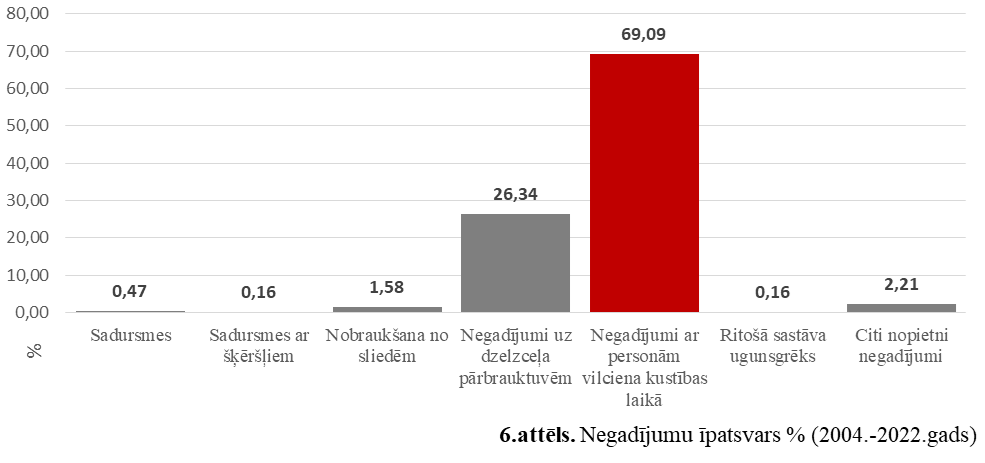 80,00
70,00
60,00
50,00
40,00
30,00
20,00
10,00
0,00
%
0,47
0,16
1,58
26,34
69,09
0,16
2,21
Sadursmes
Sadursmes ar
šķēršļiem
Nobraukšana no
sliedēm
Negadījumi uz
dzelzceļa
pārbrauktuvēm
Negadījumi ar
personām
vilciena kustības
laikā
Ritošā sastāva
ugunsgrēks
Citi nopietni
negadījumi
6.attēls. Negadījumu īpatsvars % (2004.-2022.gads)